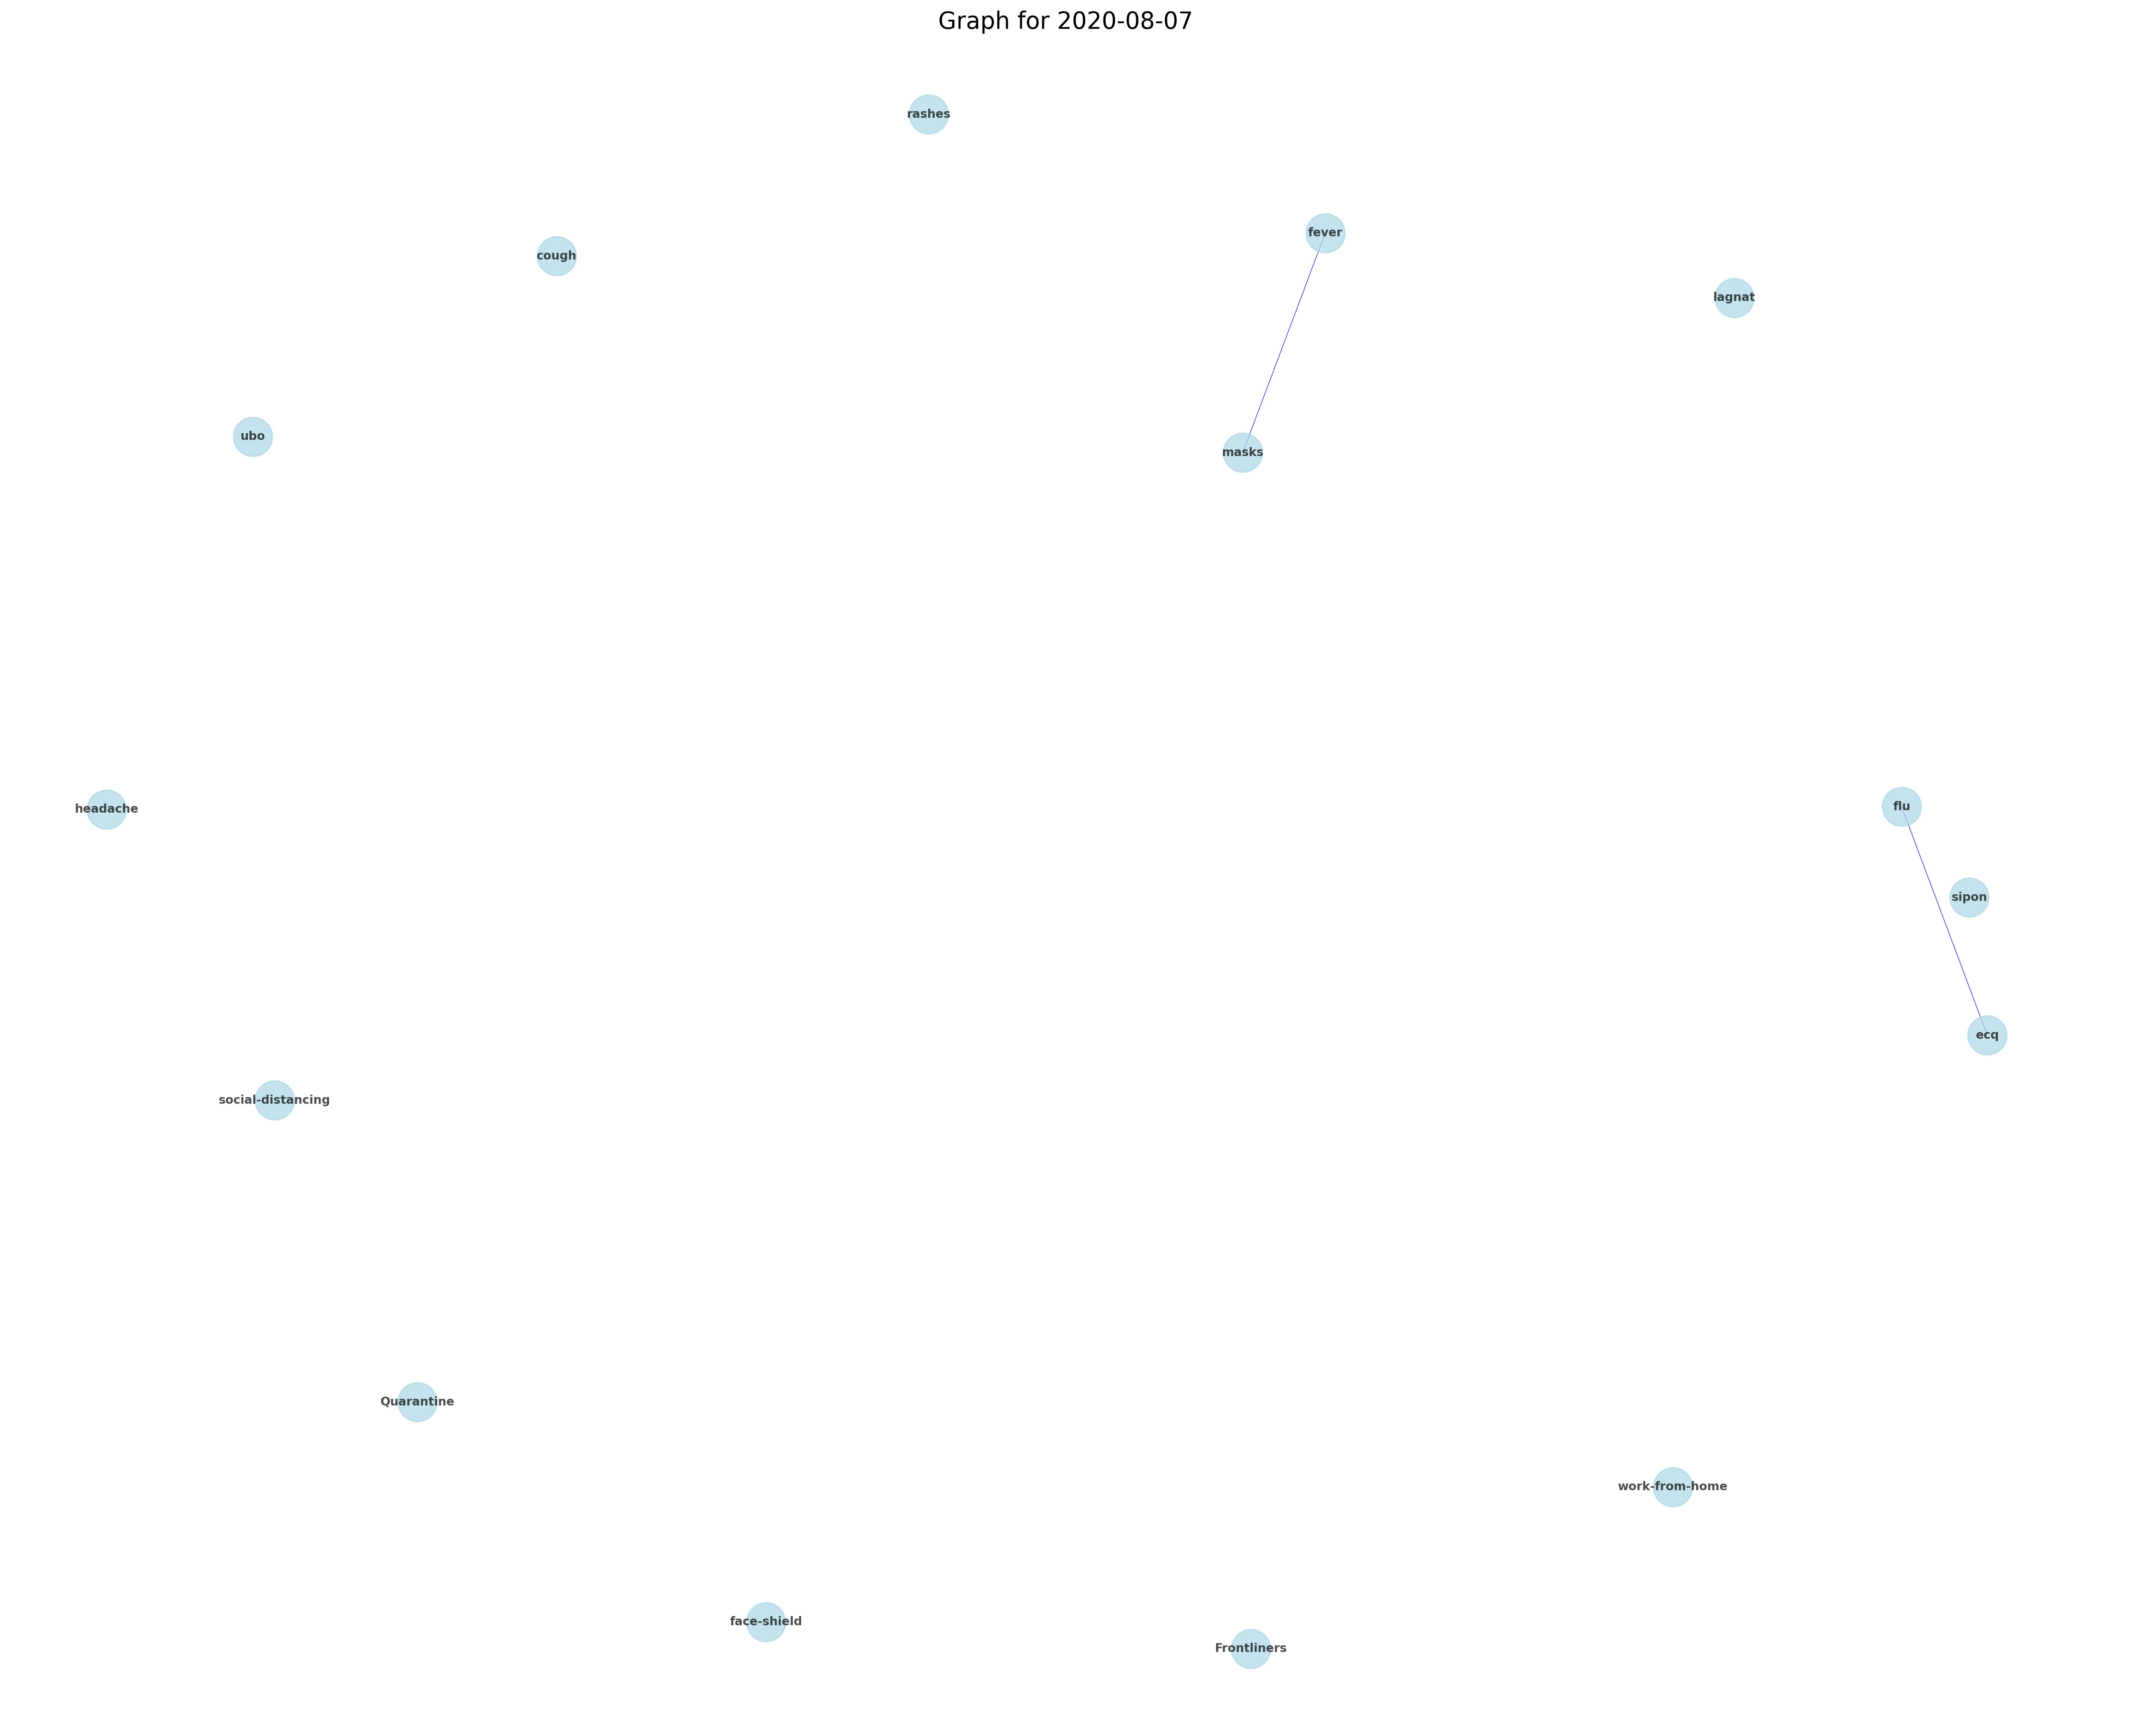 Graph for 2020-08-07
rashes
fever
cough
lagnat
ubo
masks
flu
headache
sipon
ecq
social-distancing
Quarantine
work-from-home
face-shield
Frontliners